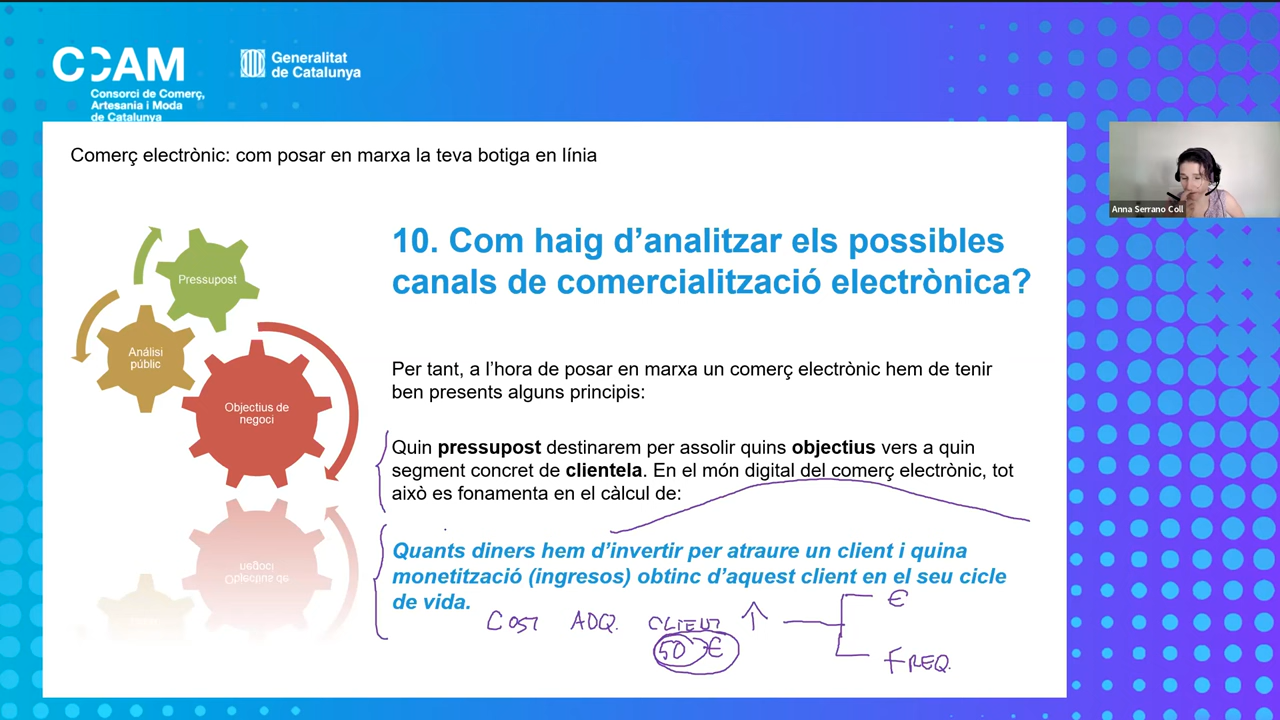 CCAM
Consorci de Comerç,
Artesania i Moda
de Catalunya
Generalitat
de Catalunya
Comerç electrònic: com posar en marxa la teva botiga en línia
Pressupost
Anàlisi
públic
Objectius de
negoci
10. Com haig d’analitzar els possibles
canals de comercialització electrònica?
Per tant, a l’hora de posar en marxa un comerç electrònic hem de tenir
ben presents alguns principis:
Quin pressupost destinarem per assolir quins objectius vers a quin
segment concret de clientela. En el món digital del comerç electrònic, tot
això es fonamenta en el càlcul de:
Quants diners hem d’invertir per atraure un client i quina
monetització (ingresos) obtinc d’aquest client en el seu cicle
de vida.
COST ADQ. CLIENT ↑
50 €
€
FREQ.
Anna Serrano Coll